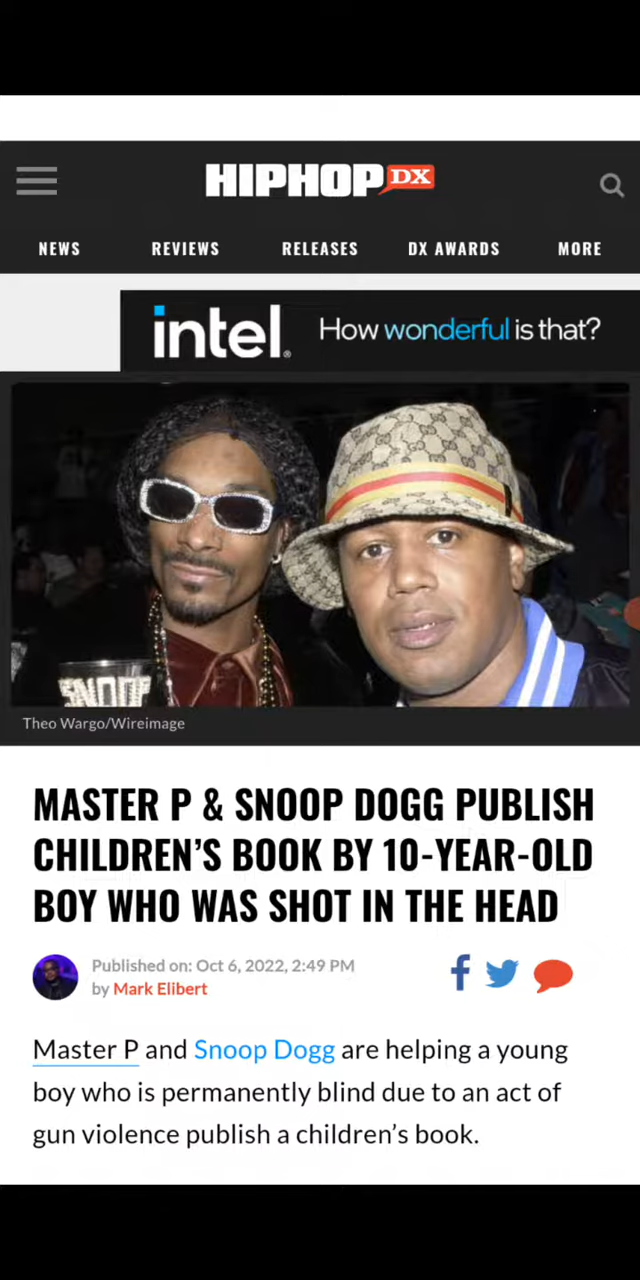 HIPHOP DX
NEWS REVIEWS RELEASES DX AWARDS MORE
intel. How wonderful is that?
SNOOP
Theo Wargo/Wireimage
MASTER P & SNOOP DOGG PUBLISH
CHILDREN'S BOOK BY 10-YEAR-OLD
BOY WHO WAS SHOT IN THE HEAD
Published on: Oct 6, 2022, 2:49 PM
by Mark Elibert
Master P and Snoop Dogg are helping a young
boy who is permanently blind due to an act of
gun violence publish a children's book.